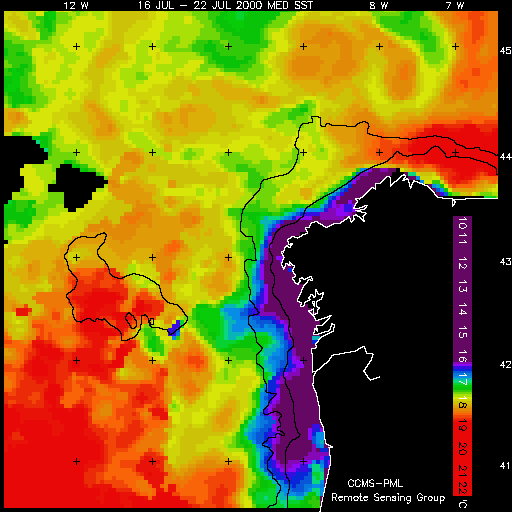 12 W 16 JUL – 22 JUL 2000 MED SST 8 W 7 W
45
44
43
42
41
10 11 12 13 14 15 16 17 18 19 20 21 22 °C
CCMS-PML
Remote Sensing Group